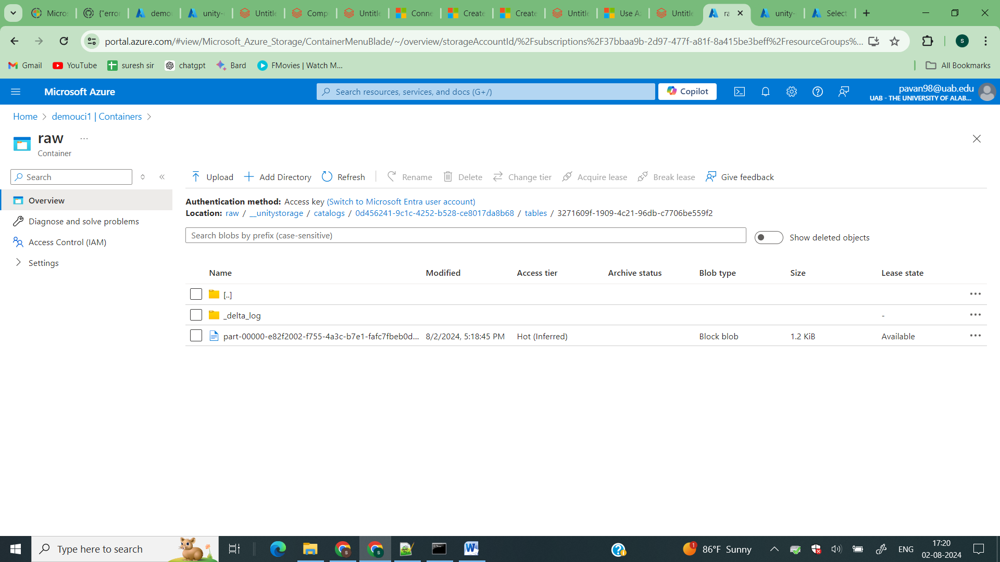 Micros
{"error
demou
unity-
Untitle
Comp
Untitle
Conne
Create
Create
Untitle
Use Az
Untitle
ra
unity-
Select
portal.azure.com/#view/Microsoft_Azure_Storage/ContainerMenuBlade/~/overview/storageAccountId/%2Fsubscriptions%2F37bbaa9b-2d97-477f-a81f-8a415be3beff%2FresourceGroups%...
S
Gmail
YouTube
suresh sir
chatgpt
Bard
FMovies | Watch M...
All Bookmarks
Microsoft Azure
Search resources, services, and docs (G+/)
Copilot
pavan98@uab.edu
UAB - THE UNIVERSITY OF ALAB...
Home > demouci1 | Containers >
raw ...
Container
Search
Upload
Add Directory
Refresh
Rename
Delete
Change tier
Acquire lease
Break lease
Give feedback
Overview
Diagnose and solve problems
Access Control (IAM)
Settings
Authentication method: Access key (Switch to Microsoft Entra user account)
Location: raw / __unitystorage / catalogs / 0d456241-9c1c-4252-b528-ce8017da8b68 / tables / 3271609f-1909-4c21-96db-c7706be559f2
Search blobs by prefix (case-sensitive)
Show deleted objects
Name Modified Access tier Archive status Blob type Size Lease state
[..]
_delta_log -
part-00000-e82f2002-f755-4a3c-b7e1-fafc7fbeb0d... 8/2/2024, 5:18:45 PM Hot (Inferred) Block blob 1.2 KiB Available
Type here to search
1
86°F Sunny
ENG
17:20
02-08-2024